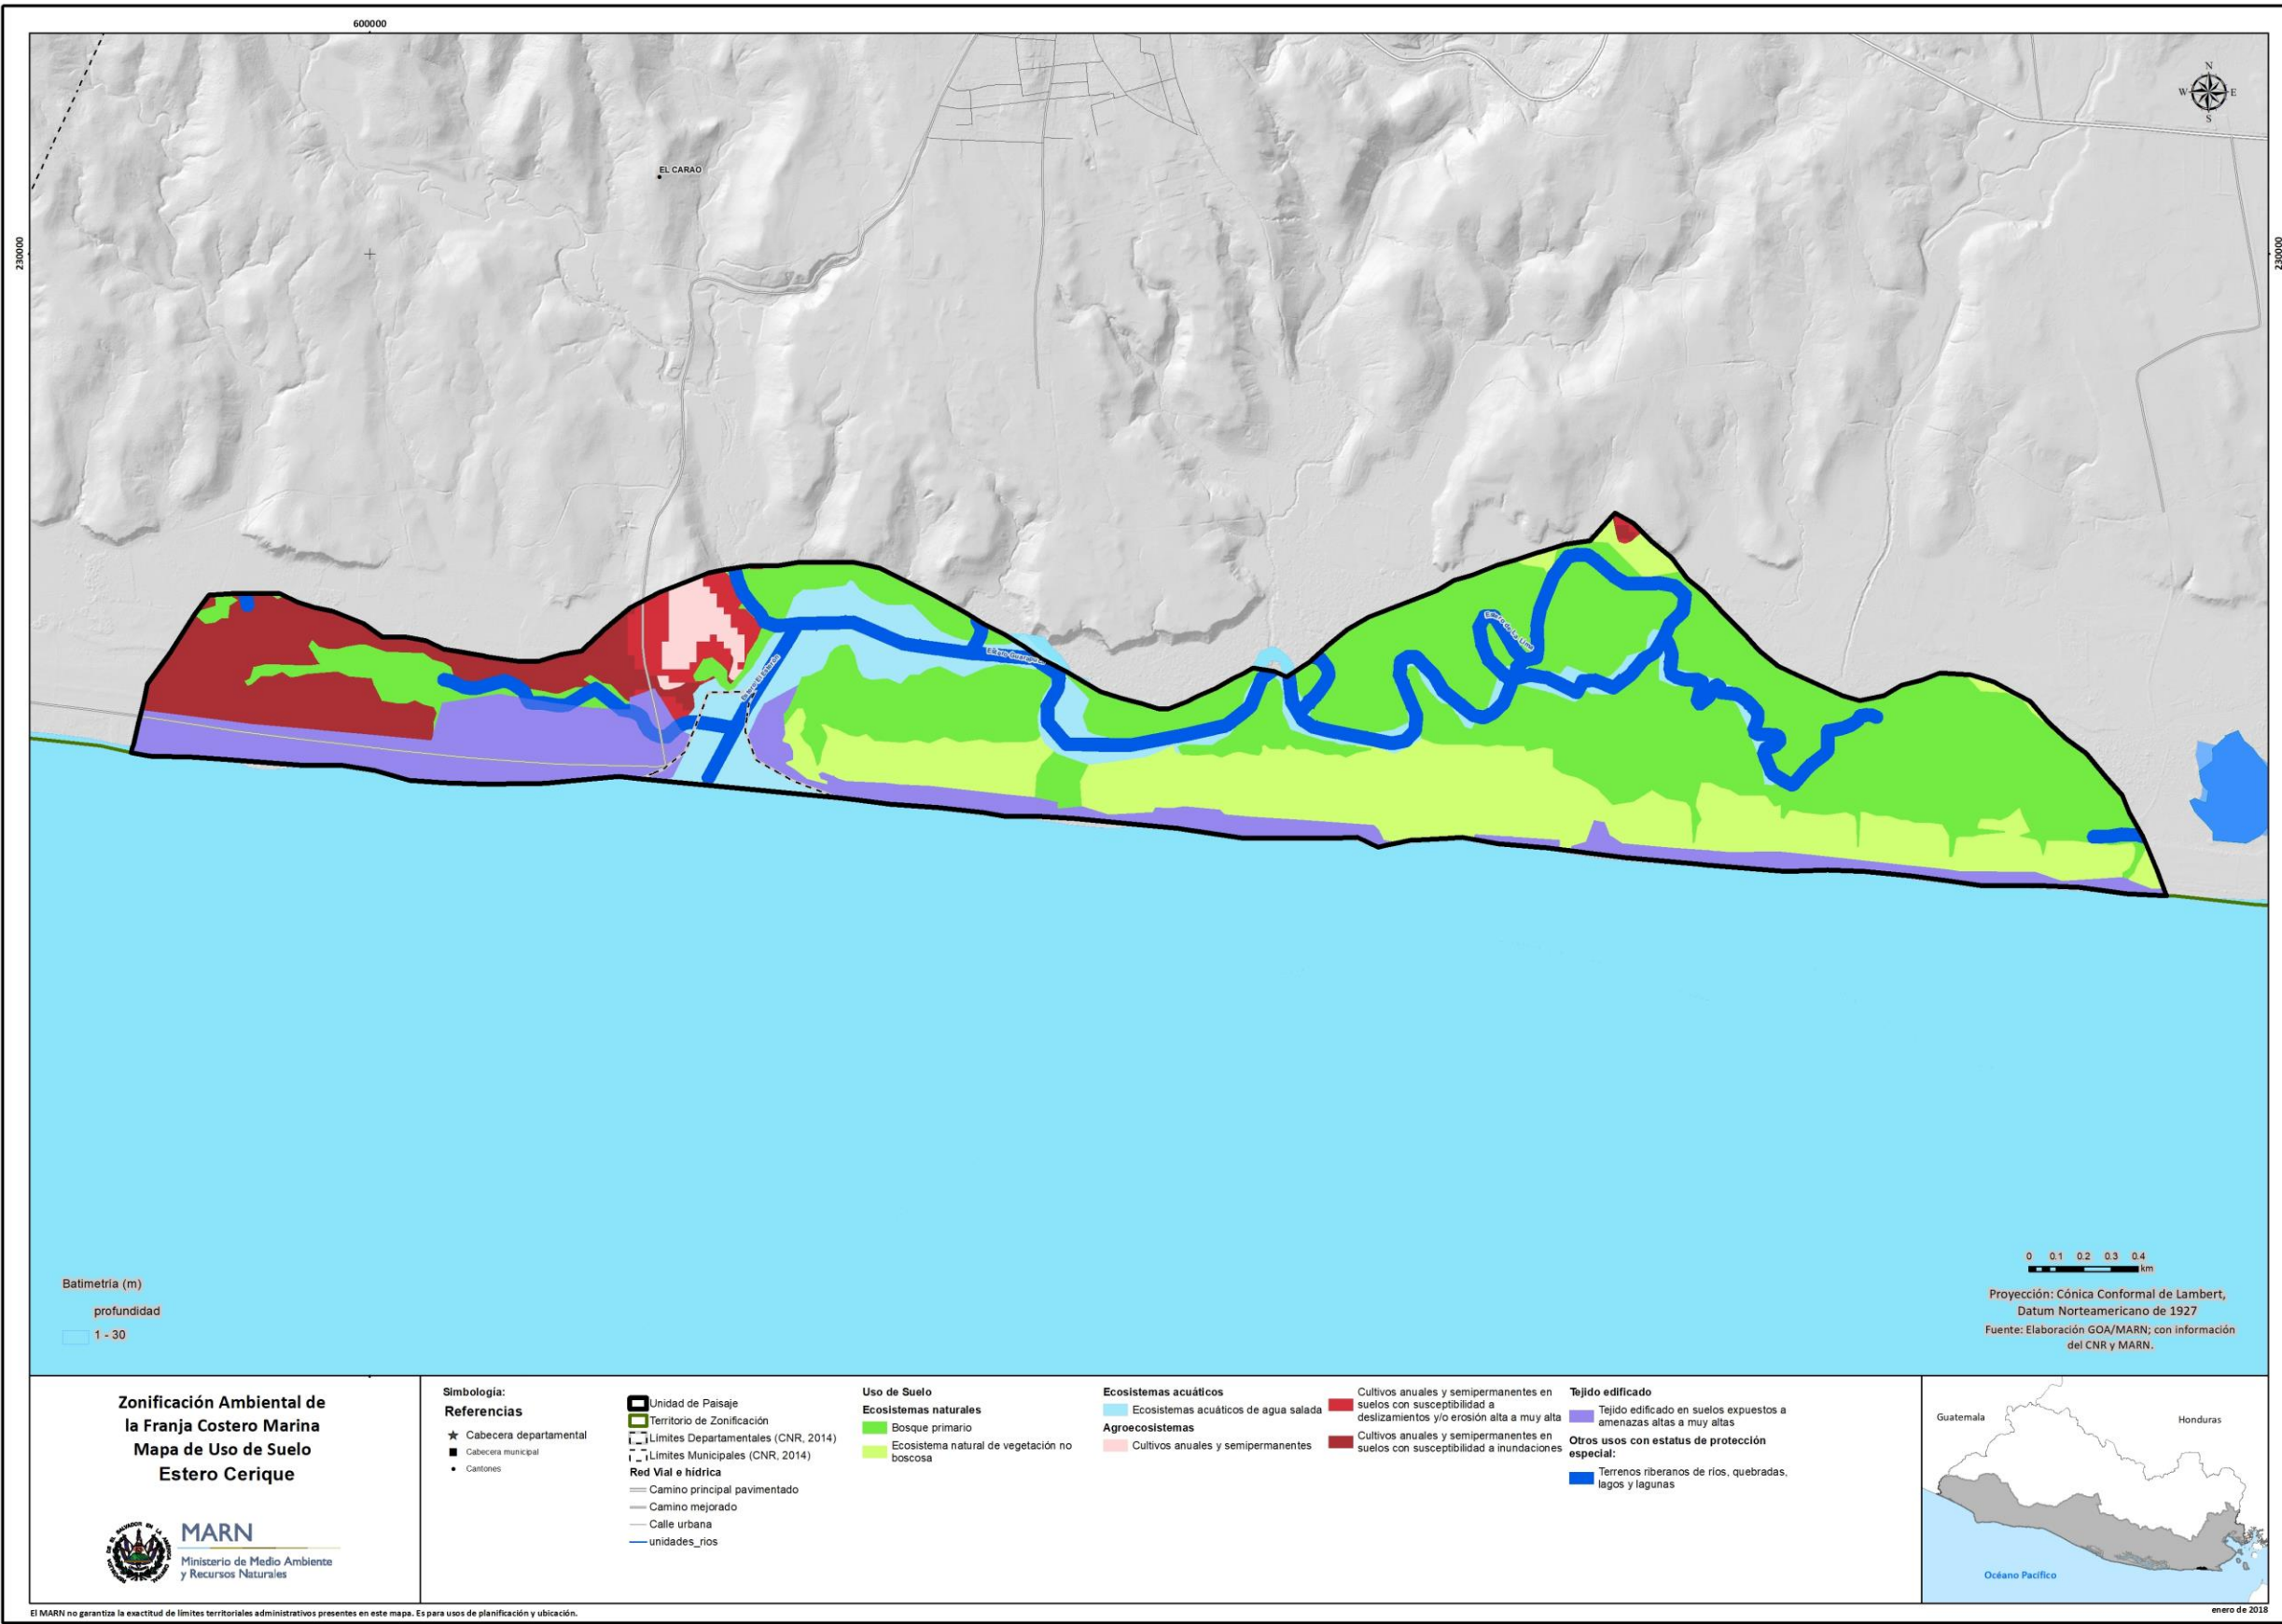 600000
230000
230000
N
W
E
S
EL CARAO
Batimetría (m)
profundidad
1 - 30
0 0.1 0.2 0.3 0.4
km
Proyección: Cónica Conformal de Lambert,
Datum Norteamericano de 1927
Fuente: Elaboración GOA/MARN; con información
del CNR y MARN.
Zonificación Ambiental de
la Franja Costero Marina
Mapa de Uso de Suelo
Estero Cerique
MARN
Ministerio de Medio Ambiente
y Recursos Naturales
Simbología:
Referencias
Cabecera departamental
Cabecera municipal
Cantones
Unidad de Paisaje
Territorio de Zonificación
Límites Departamentales (CNR, 2014)
Límites Municipales (CNR, 2014)
Red Vial e hídrica
Camino principal pavimentado
Camino mejorado
Calle urbana
unidades_rios
Uso de Suelo
Ecosistemas naturales
Bosque primario
Ecosistema natural de vegetación no
boscosa
Ecosistemas acuáticos
Ecosistemas acuáticos de agua salada
Agroecosistemas
Cultivos anuales y semipermanentes
Cultivos anuales y semipermanentes en
suelos con susceptibilidad a
deslizamientos y/o erosión alta a muy alta
Cultivos anuales y semipermanentes en
suelos con susceptibilidad a inundaciones
Tejido edificado
Tejido edificado en suelos expuestos a
amenazas altas a muy altas
Otros usos con estatus de protección
especial:
Terrenos riberanos de ríos, quebradas,
lagos y lagunas
Guatemala
Honduras
Océano Pacífico
El MARN no garantiza la exactitud de límites territoriales administrativos presentes en este mapa. Es para usos de planificación y ubicación.
enero de 2018